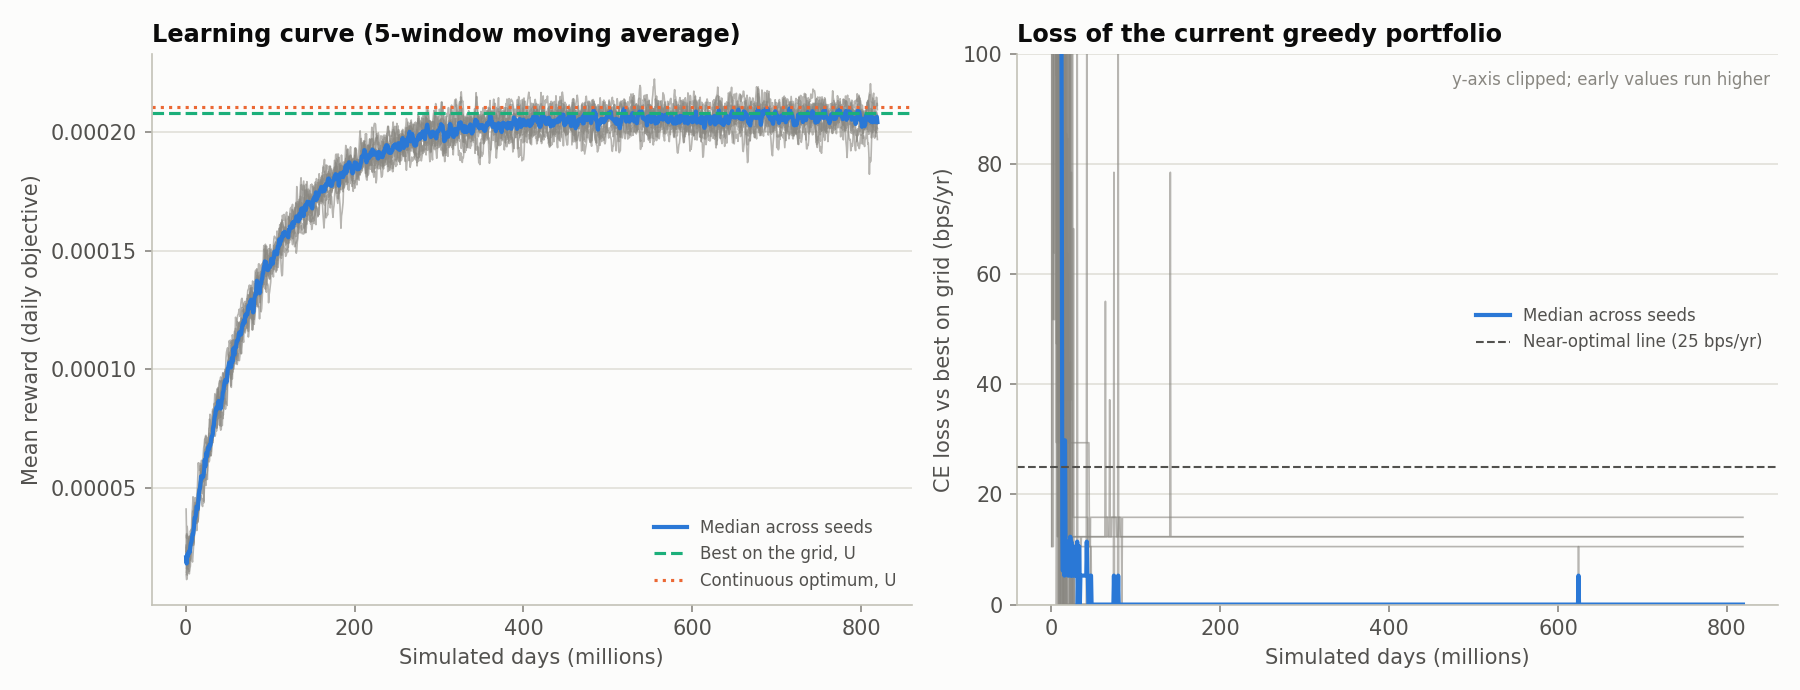 Learning curve (5-window moving average)
Mean reward (daily objective)
0.00020
0.00015
0.00010
0.00005
Median across seeds
Best on the grid, U
Continuous optimum, U
0 200 400 600 800
Simulated days (millions)
Loss of the current greedy portfolio
CE loss vs best on grid (bps/yr)
100
80
60
40
20
0
y-axis clipped; early values run higher
Median across seeds
Near-optimal line (25 bps/yr)
0 200 400 600 800
Simulated days (millions)